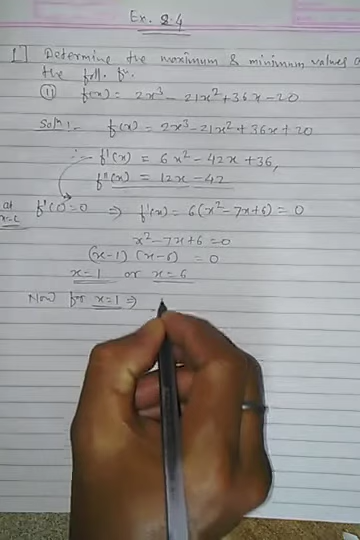 Ex. 2.4
1] Determine the maximum & minimum values o
the foll. fn.
(ii) f(x) = 2x³ - 21x² + 36x - 20
Solⁿ:- f(x) = 2x³ - 21x² + 36x + 20
∴ f'(x) = 6x² - 42x + 36,
f''(x) = 12x - 42
at x=c f'(c)=0 ⇒ f'(x) = 6(x² - 7x + 6) = 0
x² - 7x + 6 = 0
(x-1) (x-6) = 0
x=1 or x=6
Now for x=1 ⇒